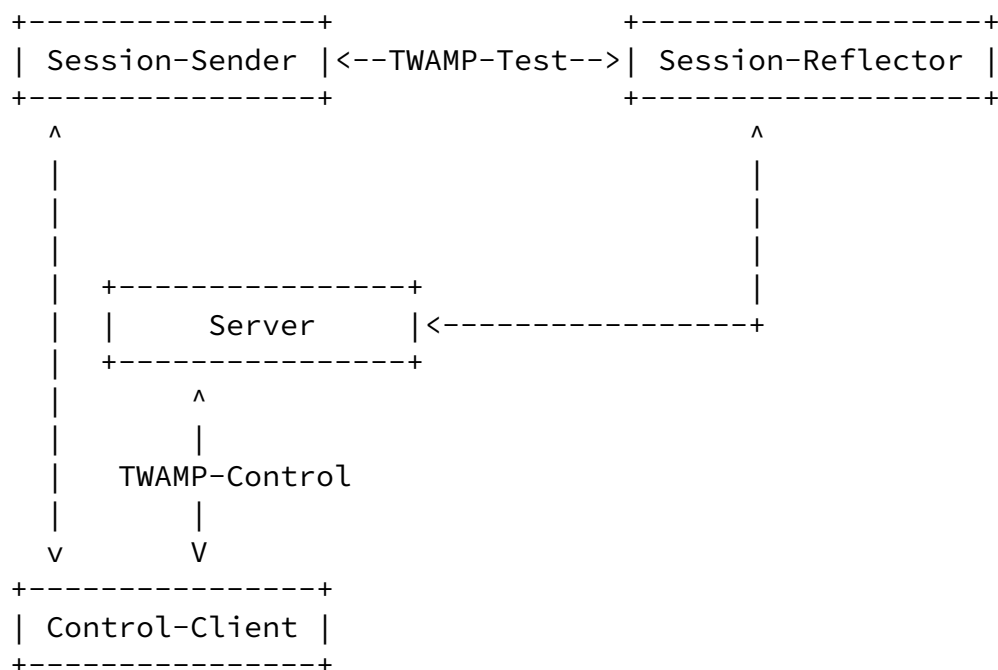 Session-Sender <--TWAMP-Test--> Session-Reflector
Server
TWAMP-Control
Control-Client